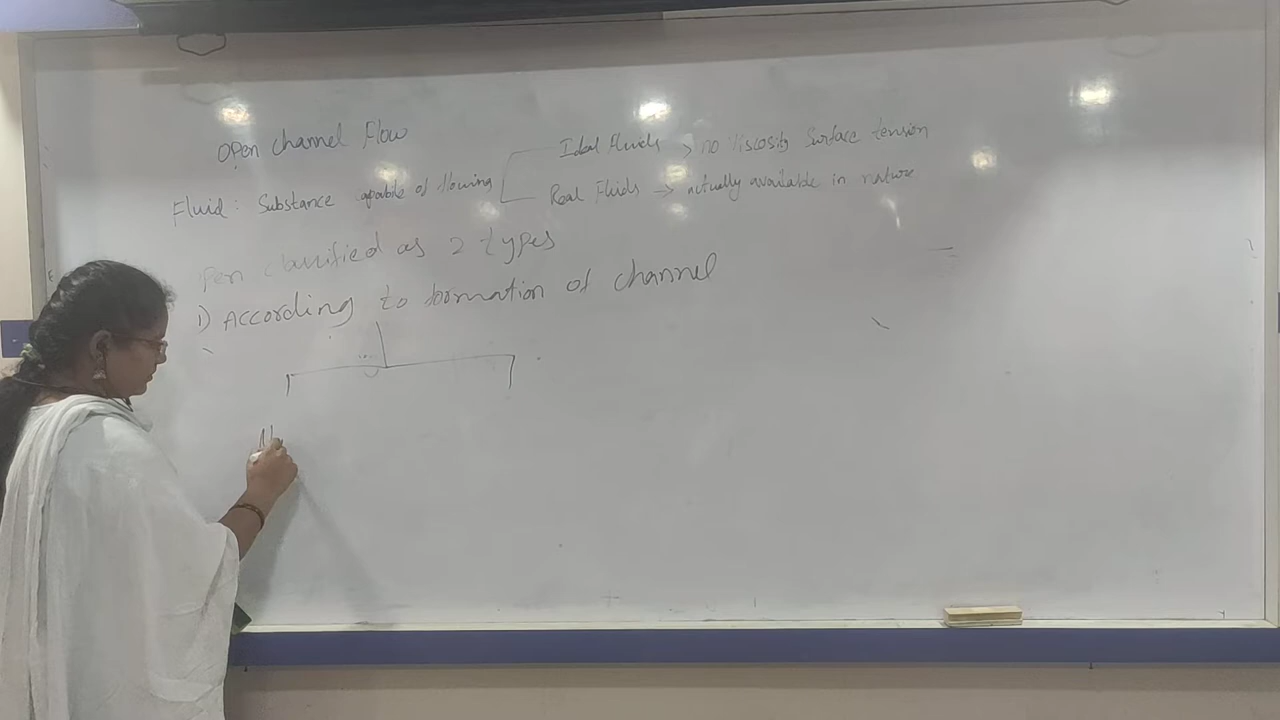 Open channel Flow
Ideal Fluids → no Viscosity Surface tension
Fluid: Substance capable of flowing
Real Fluids → actually available in nature
Open classified as 2 types
1) According to formation of channel
N